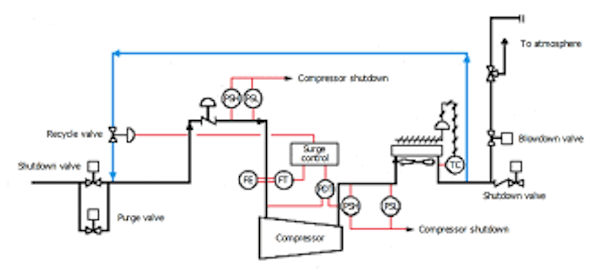 To atmosphere
PSH
PSL
Compressor shutdown
Recycle valve
Blowdown valve
Surge
control
Shutdown valve
TC
FE
FT
PDT
Shutdown valve
PSH
PSL
Purge valve
Compressor shutdown
Compressor